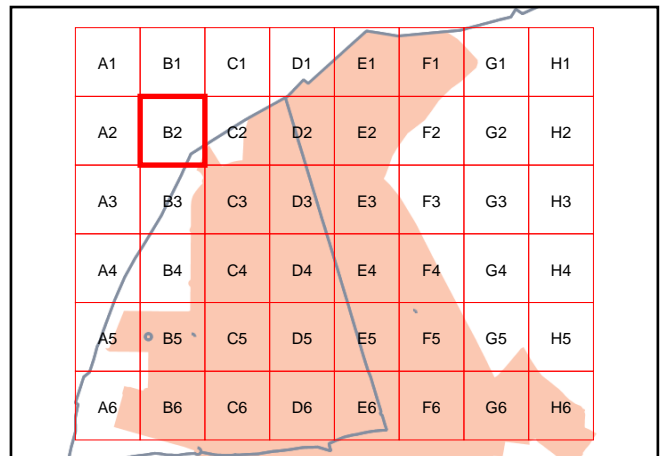 A1 B1 C1 D1 E1 F1 G1 H1
A2 B2 C2 D2 E2 F2 G2 H2
A3 B3 C3 D3 E3 F3 G3 H3
A4 B4 C4 D4 E4 F4 G4 H4
A5 B5 C5 D5 E5 F5 G5 H5
A6 B6 C6 D6 E6 F6 G6 H6